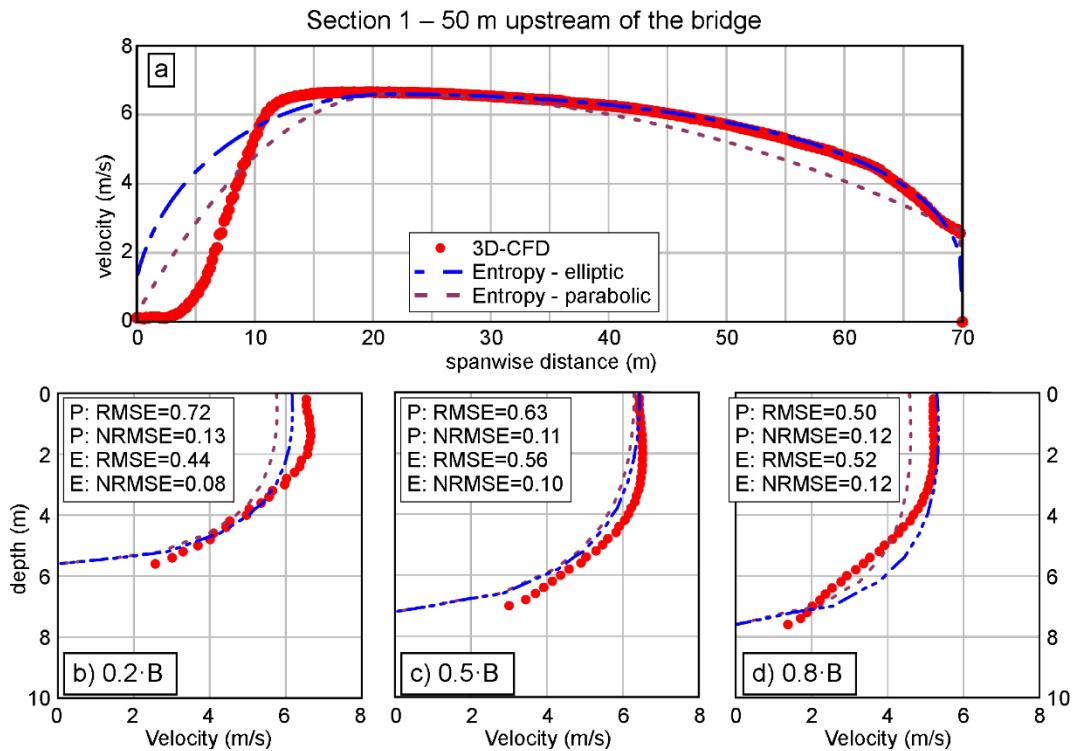 Section 1 – 50 m upstream of the bridge
a
8
6
4
2
0
velocity (m/s)
3D-CFD
Entropy - elliptic
Entropy - parabolic
0 10 20 30 40 50 60 70
spanwise distance (m)
0
2
4
6
8
10
depth (m)
P: RMSE=0.72
P: NRMSE=0.13
E: RMSE=0.44
E: NRMSE=0.08
b) 0.2·B
0 2 4 6 8
Velocity (m/s)
P: RMSE=0.63
P: NRMSE=0.11
E: RMSE=0.56
E: NRMSE=0.10
c) 0.5·B
0 2 4 6 8
Velocity (m/s)
P: RMSE=0.50
P: NRMSE=0.12
E: RMSE=0.52
E: NRMSE=0.12
d) 0.8·B
0 2 4 6 8
Velocity (m/s)
0
2
4
6
8
10